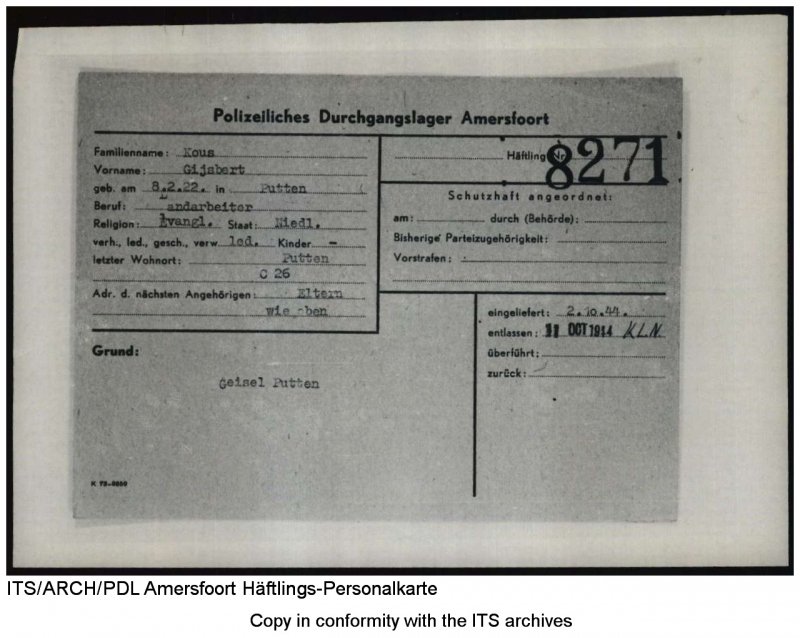 Polizeiliches Durchgangslager Amersfoort
Familienname: Kous
Vorname: Gijsbert
geb. am 8.2.22. in Putten
Beruf: Landarbeiter
Religion: Evangl. Staat: Niedl.
verh., led., gesch., verw. led. Kinder -
letzter Wohnort: Putten
C 26
Adr. d. nächsten Angehörigen: Eltern
wie oben
Häftling Nr. 8271
Schutzhaft angeordnet:
am: durch (Behörde):
Bisherige Parteizugehörigkeit:
Vorstrafen: -
eingeliefert: 2.10.44.
entlassen: OCT 1944 K.L.N.
überführt:
zurück:
Grund:
Geisel Putten
ITS/ARCH/PDL Amersfoort Häftlings-Personalkarte
Copy in conformity with the ITS archives